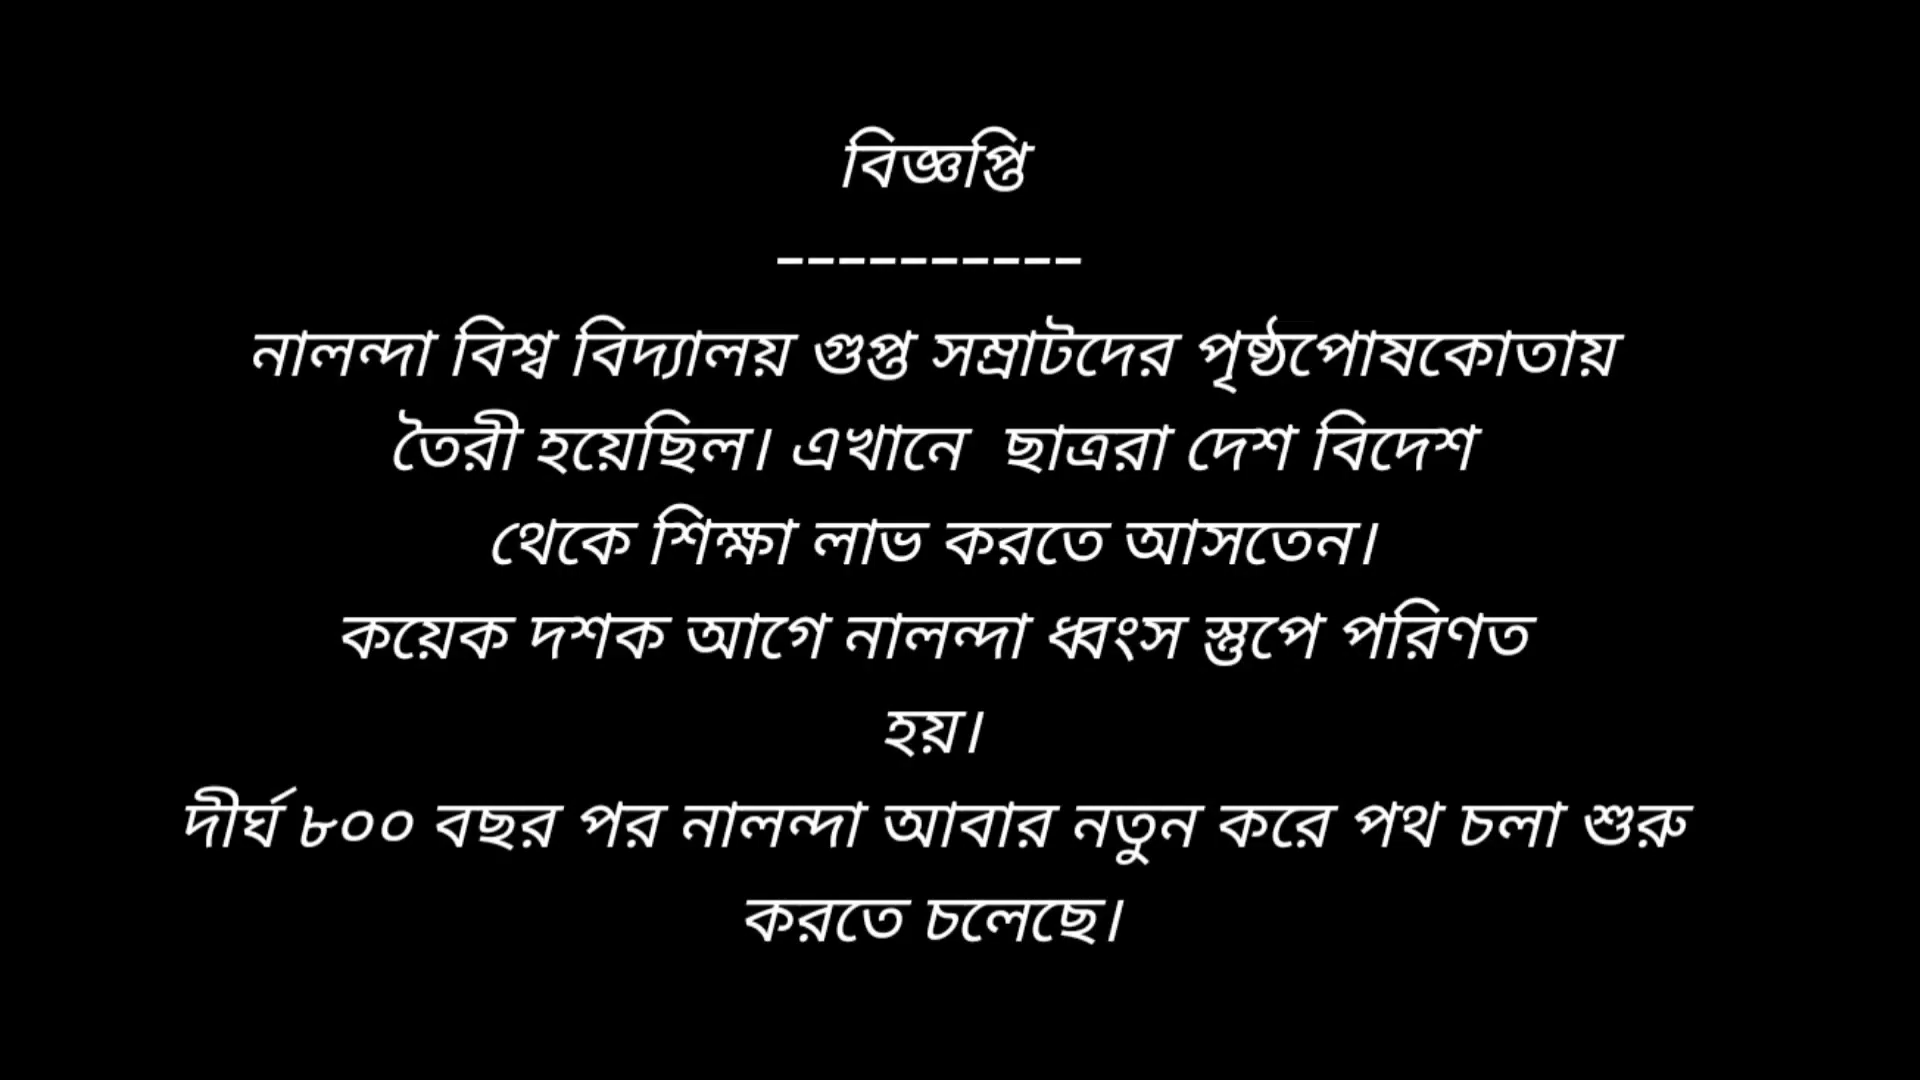 বিজ্ঞপ্তি
----------
নালন্দা বিশ্ব বিদ্যালয় গুপ্ত সম্রাটদের পৃষ্ঠপোষকোতায়
তৈরী হয়েছিল। এখানে  ছাত্ররা দেশ বিদেশ
থেকে শিক্ষা লাভ করতে আসতেন।
কয়েক দশক আগে নালন্দা ধ্বংস স্তুপে পরিণত
হয়।
দীর্ঘ ৮০০ বছর পর নালন্দা আবার নতুন করে পথ চলা শুরু
করতে চলেছে।